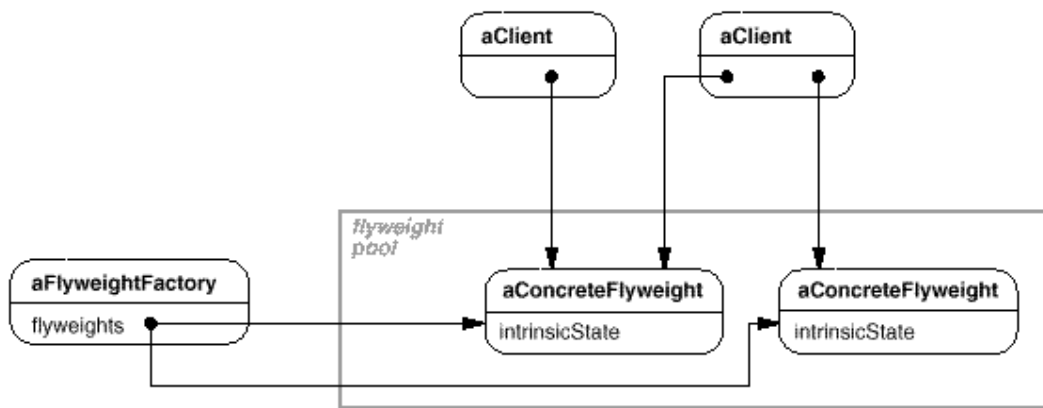 aClient
aClient
flyweight
pool
aFlyweightFactory
flyweights
aConcreteFlyweight
intrinsicState
aConcreteFlyweight
intrinsicState